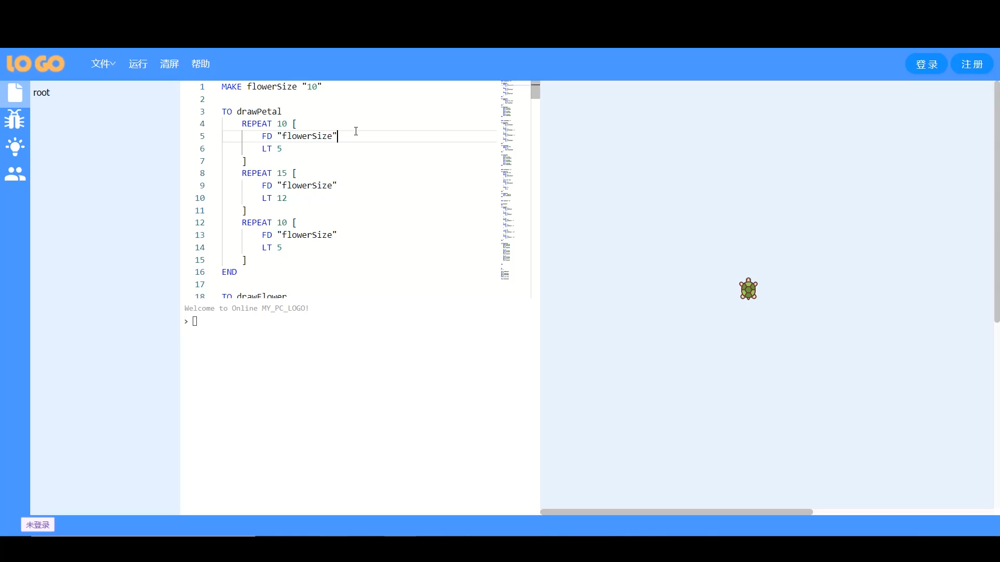 LOGO 文件 运行 清屏 帮助 登 录 注 册
root
1 MAKE flowerSize "10"
2
3 TO drawPetal
4 REPEAT 10 [
5 FD "flowerSize"
6 LT 5
7 ]
8 REPEAT 15 [
9 FD "flowerSize"
10 LT 12
11 ]
12 REPEAT 10 [
13 FD "flowerSize"
14 LT 5
15 ]
16 END
17
18 TO drawFlower
Welcome to Online MY_PC_LOGO!
>
未登录